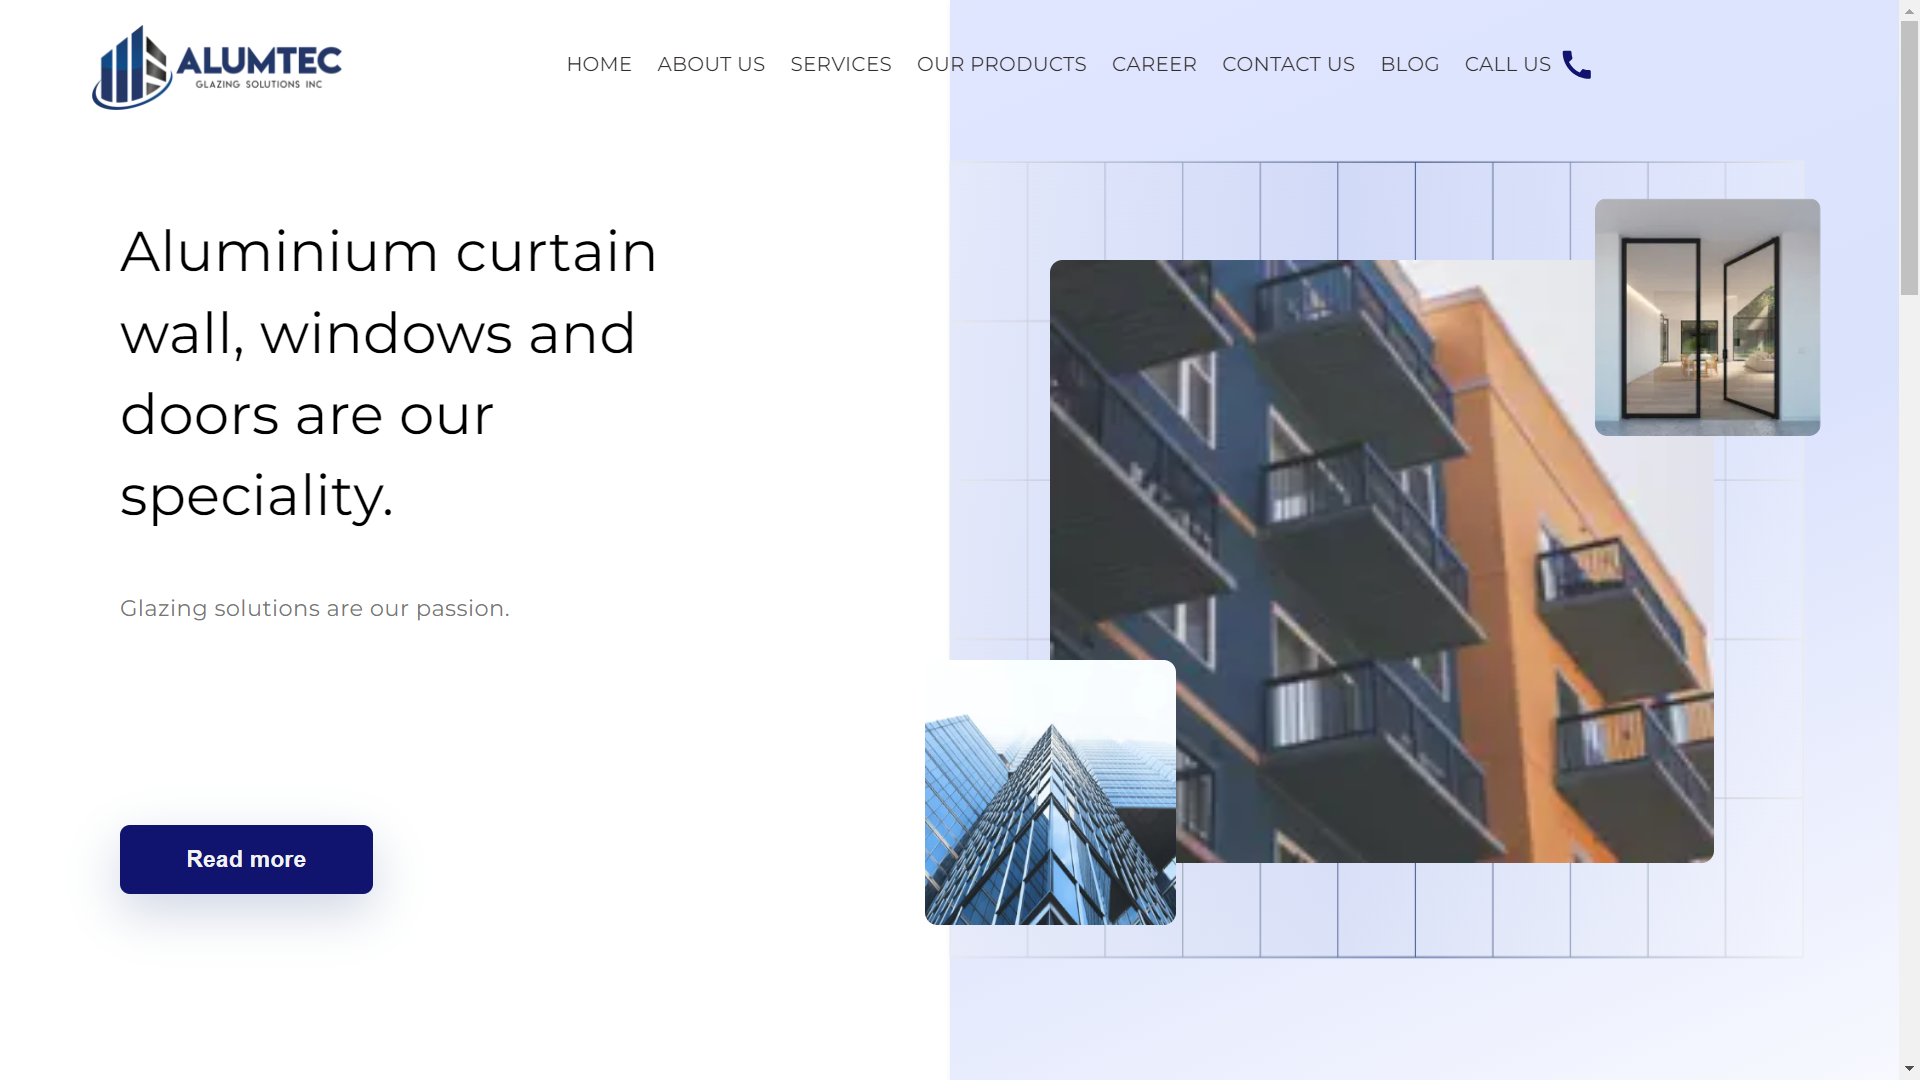 ALUMTEC
GLAZING SOLUTIONS INC
HOME ABOUT US SERVICES OUR PRODUCTS CAREER CONTACT US BLOG CALL US
Aluminium curtain
wall, windows and
doors are our
speciality.
Glazing solutions are our passion.
Read more